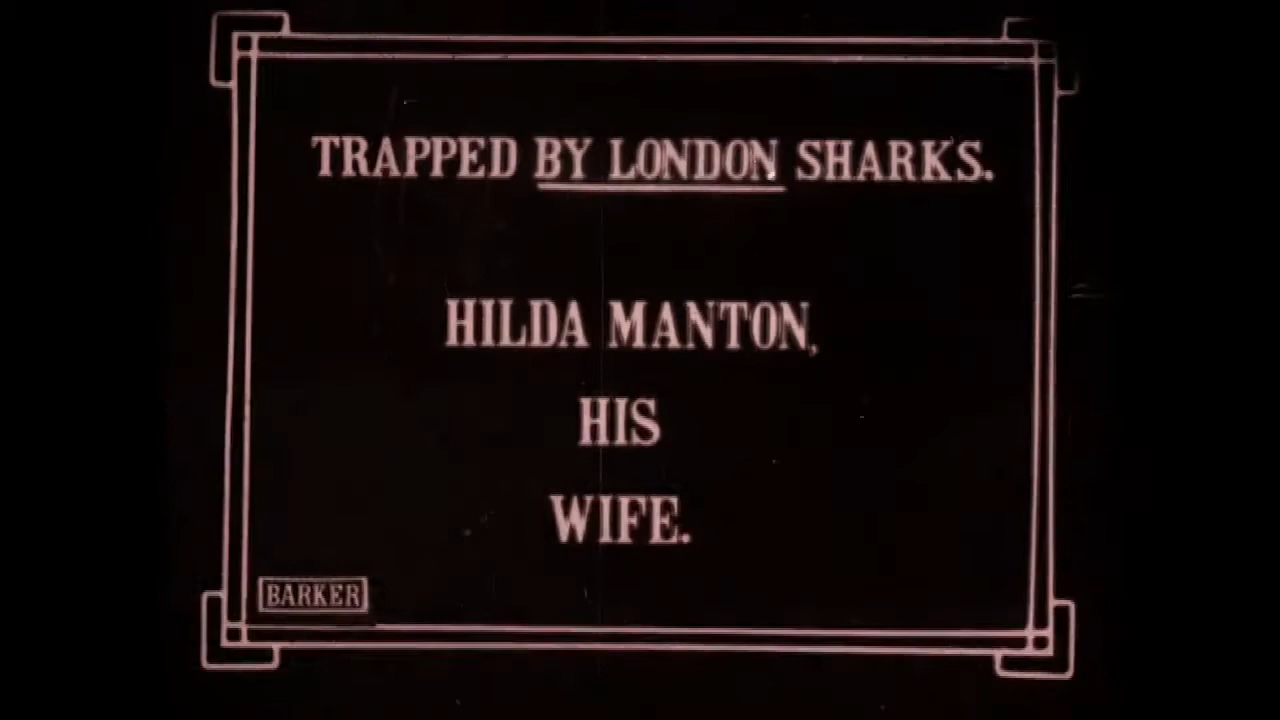 TRAPPED BY LONDON SHARKS.
HILDA MANTON,
HIS
WIFE.
BARKER